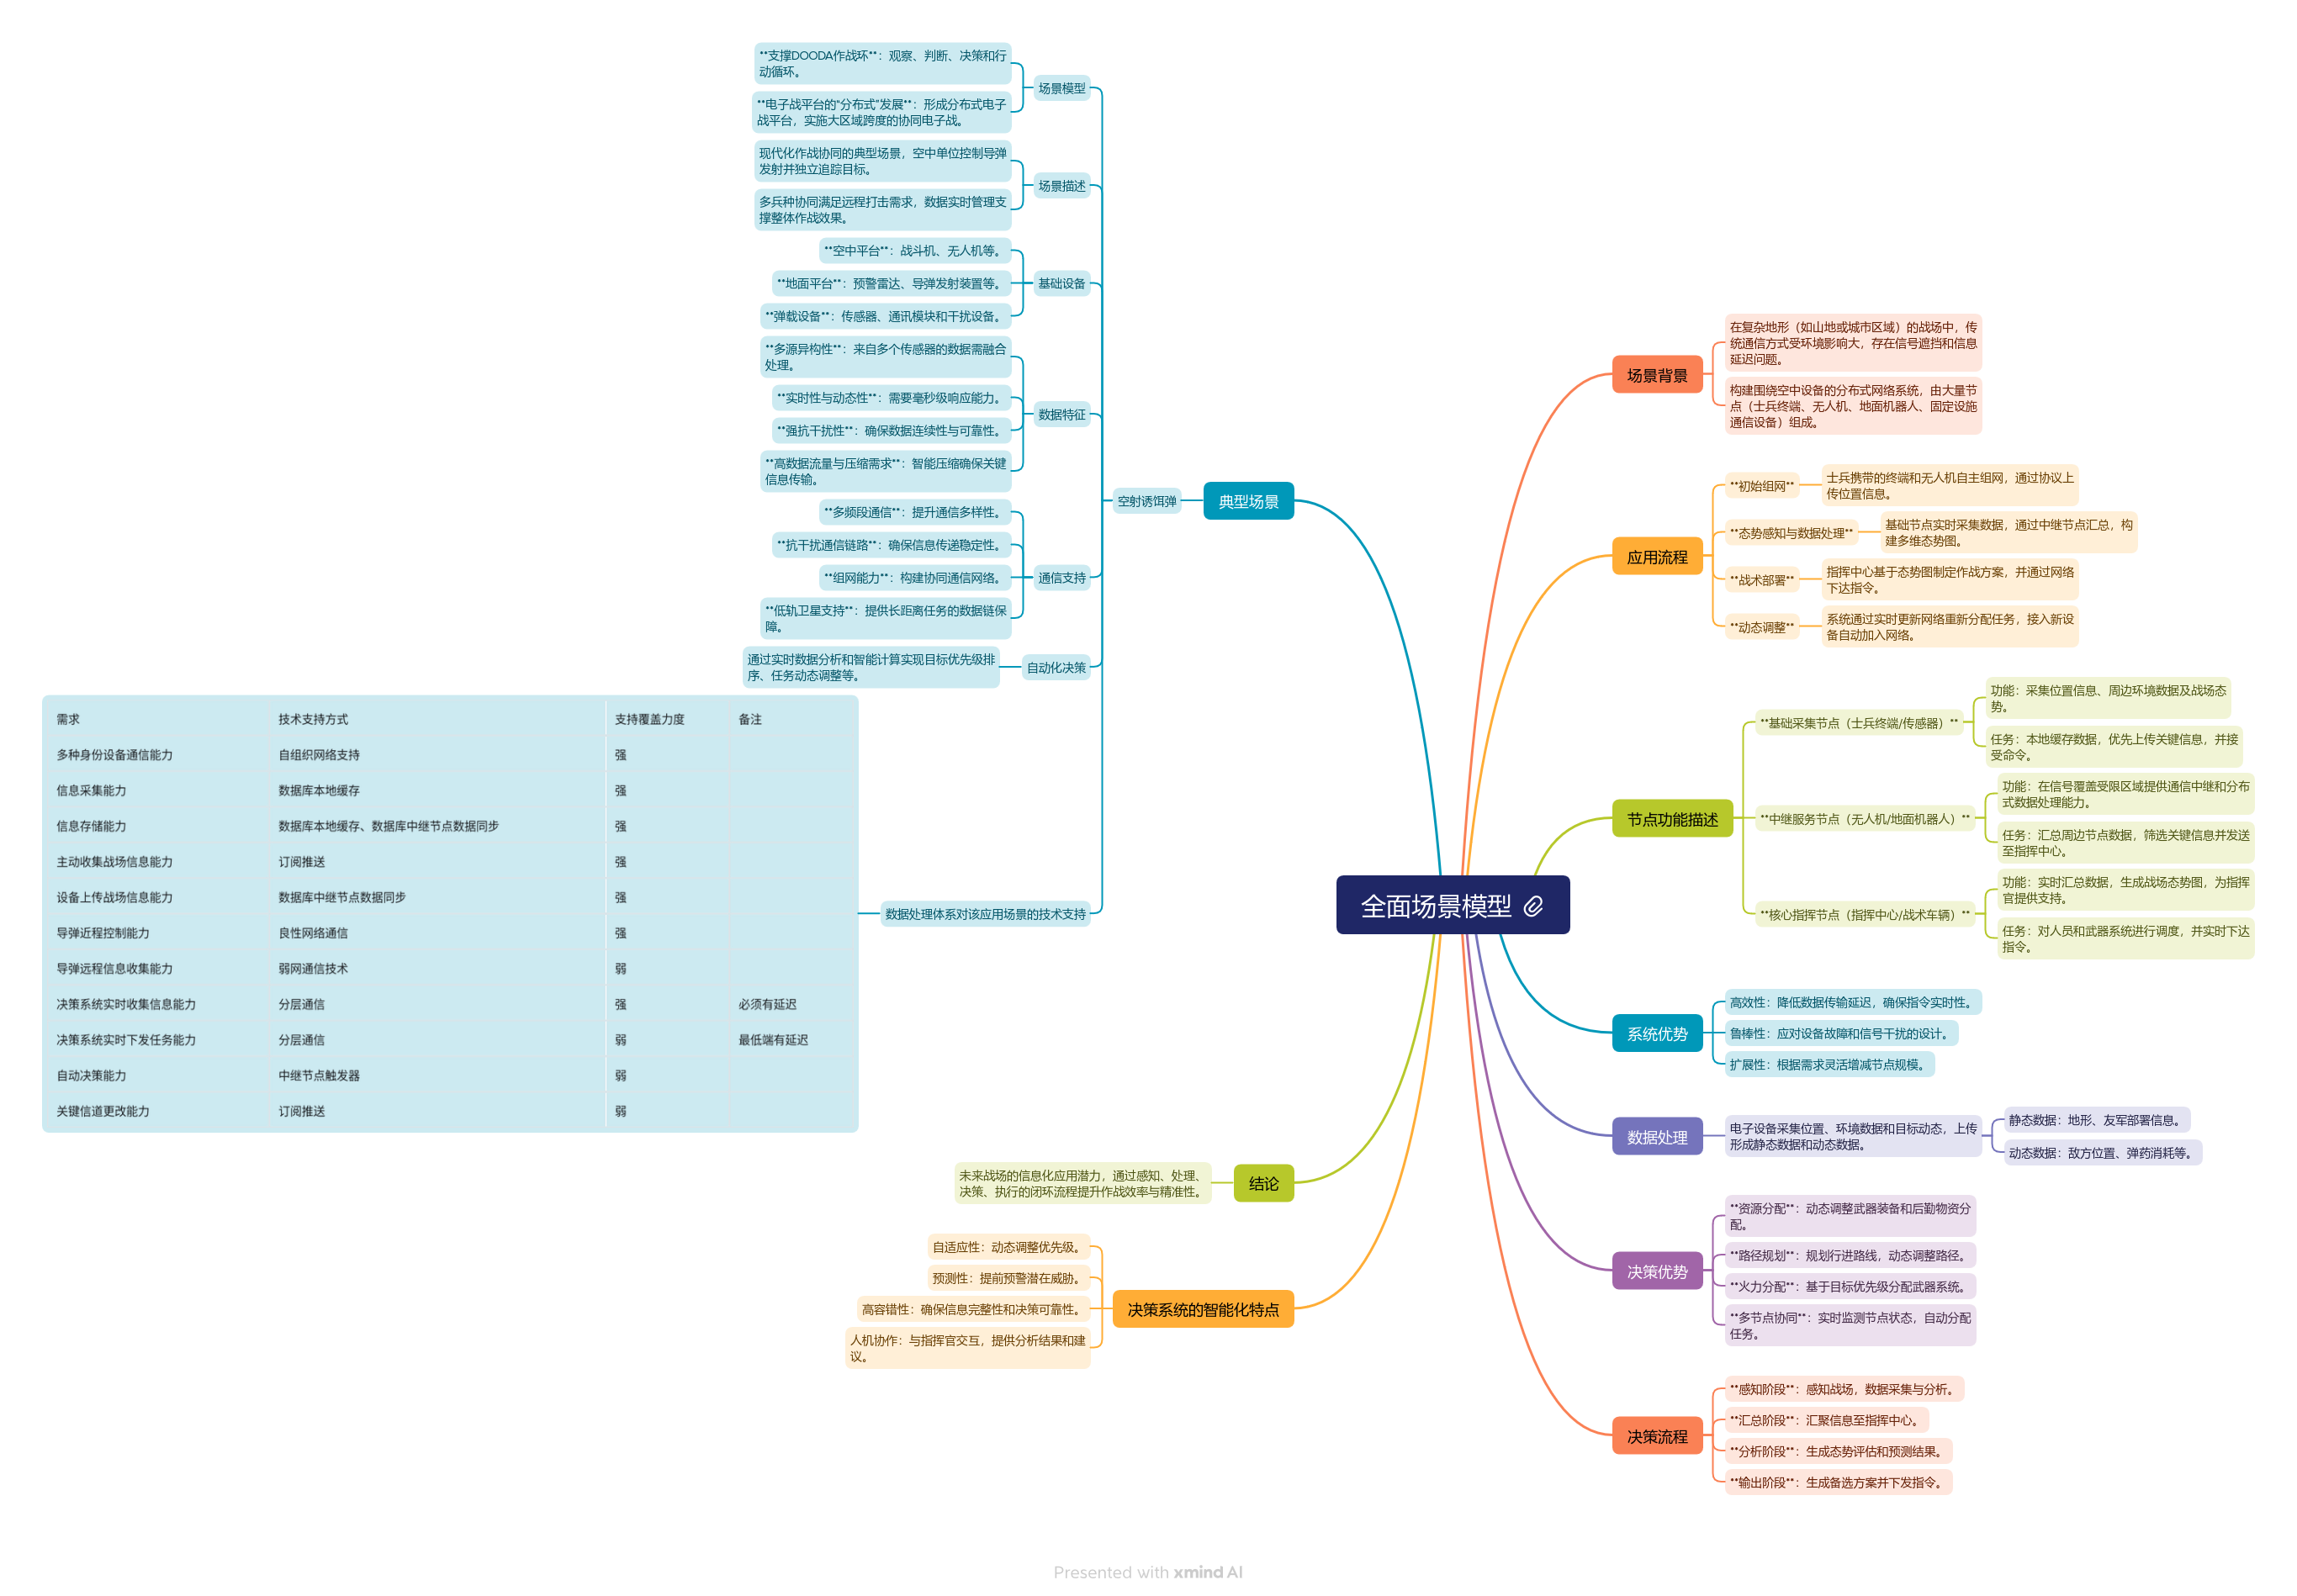 全面场景模型
场景背景
在复杂地形（如山地或城市区域）的战场中，传
统通信方式受环境影响大，存在信号遮挡和信息
延迟问题。
构建围绕空中设备的分布式网络系统，由大量节
点（士兵终端、无人机、地面机器人、固定设施
通信设备）组成。
应用流程
**初始组网**
士兵携带的终端和无人机自主组网，通过协议上
传位置信息。
**态势感知与数据处理**
基础节点实时采集数据，通过中继节点汇总，构
建多维态势图。
**战术部署**
指挥中心基于态势图制定作战方案，并通过网络
下达指令。
**动态调整**
系统通过实时更新网络重新分配任务，接入新设
备自动加入网络。
节点功能描述
**基础采集节点（士兵终端/传感器）**
功能：采集位置信息、周边环境数据及战场态
势。
任务：本地缓存数据，优先上传关键信息，并接
受命令。
**中继服务节点（无人机/地面机器人）**
功能：在信号覆盖受限区域提供通信中继和分布
式数据处理能力。
任务：汇总周边节点数据，筛选关键信息并发送
至指挥中心。
**核心指挥节点（指挥中心/战术车辆）**
功能：实时汇总数据，生成战场态势图，为指挥
官提供支持。
任务：对人员和武器系统进行调度，并实时下达
指令。
系统优势
高效性：降低数据传输延迟，确保指令实时性。
鲁棒性：应对设备故障和信号干扰的设计。
扩展性：根据需求灵活增减节点规模。
数据处理
电子设备采集位置、环境数据和目标动态，上传
形成静态数据和动态数据。
静态数据：地形、友军部署信息。
动态数据：敌方位置、弹药消耗等。
决策优势
**资源分配**：动态调整武器装备和后勤物资分
配。
**路径规划**：规划行进路线，动态调整路径。
**火力分配**：基于目标优先级分配武器系统。
**多节点协同**：实时监测节点状态，自动分配
任务。
决策流程
**感知阶段**：感知战场，数据采集与分析。
**汇总阶段**：汇聚信息至指挥中心。
**分析阶段**：生成态势评估和预测结果。
**输出阶段**：生成备选方案并下发指令。
典型场景
空射诱饵弹
场景模型
**支撑DOODA作战环**：观察、判断、决策和行
动循环。
**电子战平台的“分布式”发展**：形成分布式电子
战平台，实施大区域跨度的协同电子战。
场景描述
现代化作战协同的典型场景，空中单位控制导弹
发射并独立追踪目标。
多兵种协同满足远程打击需求，数据实时管理支
撑整体作战效果。
基础设备
**空中平台**：战斗机、无人机等。
**地面平台**：预警雷达、导弹发射装置等。
**弹载设备**：传感器、通讯模块和干扰设备。
数据特征
**多源异构性**：来自多个传感器的数据需融合
处理。
**实时性与动态性**：需要毫秒级响应能力。
**强抗干扰性**：确保数据连续性与可靠性。
**高数据流量与压缩需求**：智能压缩确保关键
信息传输。
通信支持
**多频段通信**：提升通信多样性。
**抗干扰通信链路**：确保信息传递稳定性。
**组网能力**：构建协同通信网络。
**低轨卫星支持**：提供长距离任务的数据链保
障。
自动化决策
通过实时数据分析和智能计算实现目标优先级排
序、任务动态调整等。
数据处理体系对该应用场景的技术支持
需求 技术支持方式 支持覆盖力度 备注
多种身份设备通信能力 自组织网络支持 强
信息采集能力 数据库本地缓存 强
信息存储能力 数据库本地缓存、数据库中继节点数据同步 强
主动收集战场信息能力 订阅推送 强
设备上传战场信息能力 数据库中继节点数据同步 强
导弹近程控制能力 良性网络通信 强
导弹远程信息收集能力 弱网通信技术 弱
决策系统实时收集信息能力 分层通信 强 必须有延迟
决策系统实时下发任务能力 分层通信 弱 最低端有延迟
自动决策能力 中继节点触发器 弱
关键信道更改能力 订阅推送 弱
结论
未来战场的信息化应用潜力，通过感知、处理、
决策、执行的闭环流程提升作战效率与精准性。
决策系统的智能化特点
自适应性：动态调整优先级。
预测性：提前预警潜在威胁。
高容错性：确保信息完整性和决策可靠性。
人机协作：与指挥官交互，提供分析结果和建
议。
Presented with xmind AI